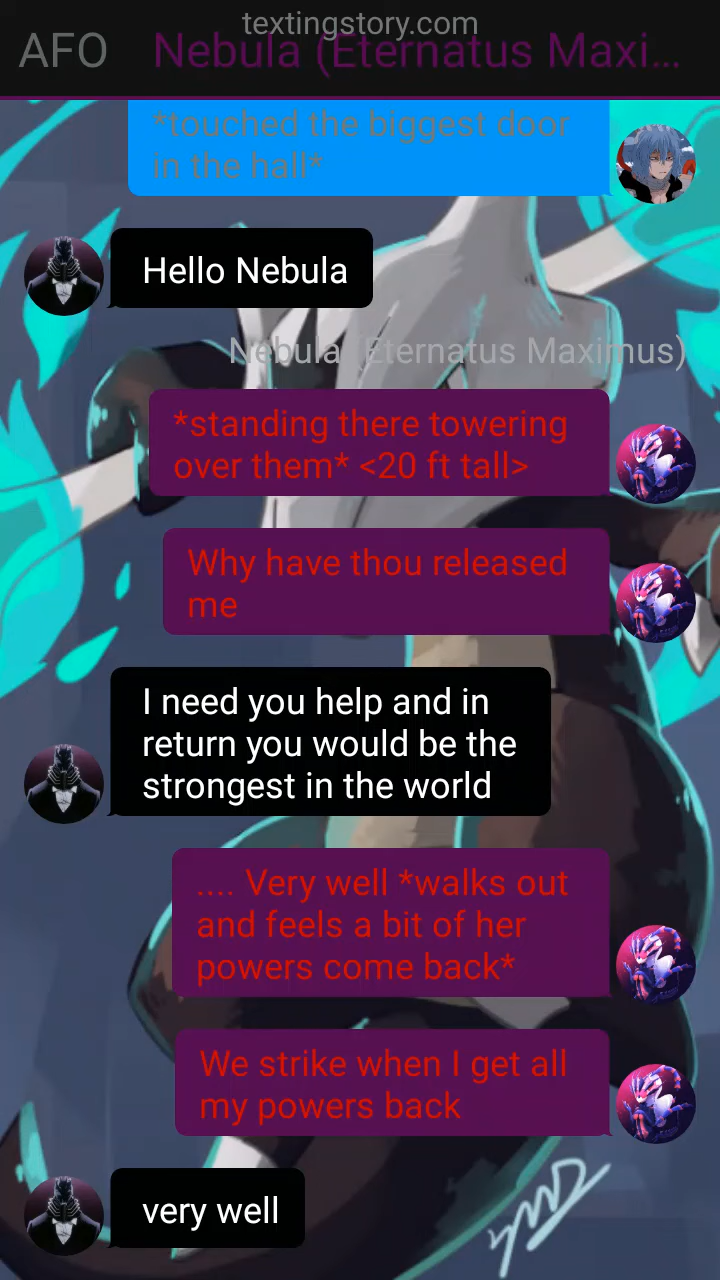 textingstory.com
AFO Nebula (Eternatus Maxi...
*touched the biggest door
in the hall*
Hello Nebula
Nebula (Eternatus Maximus)
*standing there towering
over them* <20 ft tall>
Why have thou released
me
I need you help and in
return you would be the
strongest in the world
.... Very well *walks out
and feels a bit of her
powers come back*
We strike when I get all
my powers back
very well